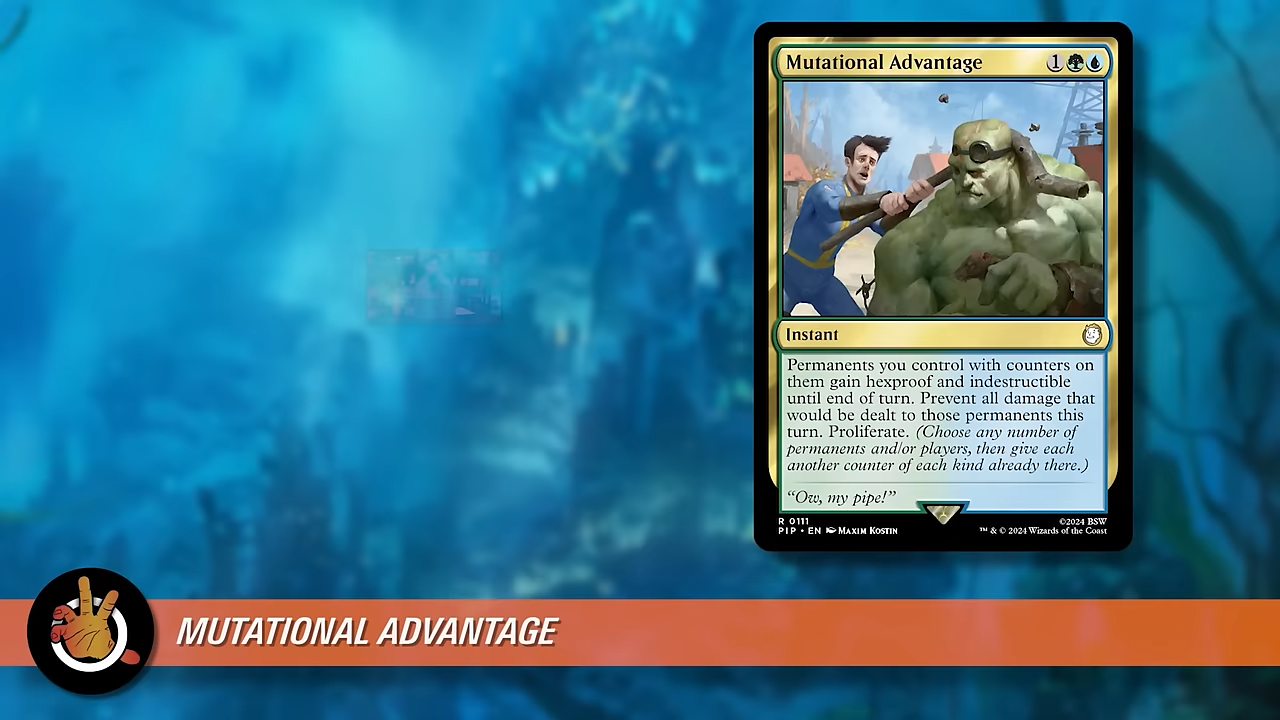 Mutational Advantage 1
Instant
Permanents you control with counters on
them gain hexproof and indestructible
until end of turn. Prevent all damage that
would be dealt to those permanents this
turn. Proliferate. (Choose any number of
permanents and/or players, then give each
another counter of each kind already there.)
“Ow, my pipe!”
R 0111
PIP • EN Maxim Kostin
©2024 BSW
™ & © 2024 Wizards of the Coast
MUTATIONAL ADVANTAGE